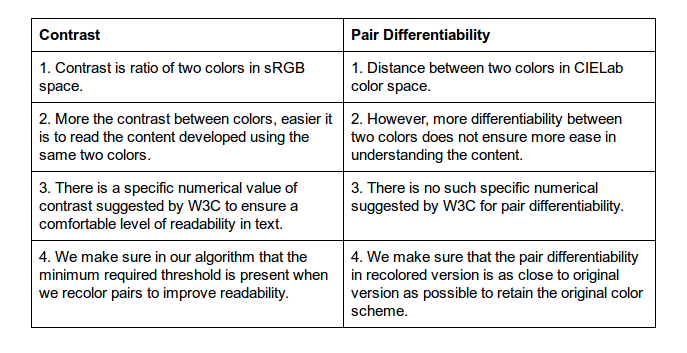 Contrast
Pair Differentiability
1. Contrast is ratio of two colors in sRGB
space.
1. Distance between two colors in CIELab
color space.
2. More the contrast between colors, easier it
is to read the content developed using the
same two colors.
2. However, more differentiability between
two colors does not ensure more ease in
understanding the content.
3. There is a specific numerical value of
contrast suggested by W3C to ensure a
comfortable level of readability in text.
3. There is no such specific numerical
suggested by W3C for pair differentiability.
4. We make sure in our algorithm that the
minimum required threshold is present when
we recolor pairs to improve readability.
4. We make sure that the pair differentiability
in recolored version is as close to original
version as possible to retain the original color
scheme.